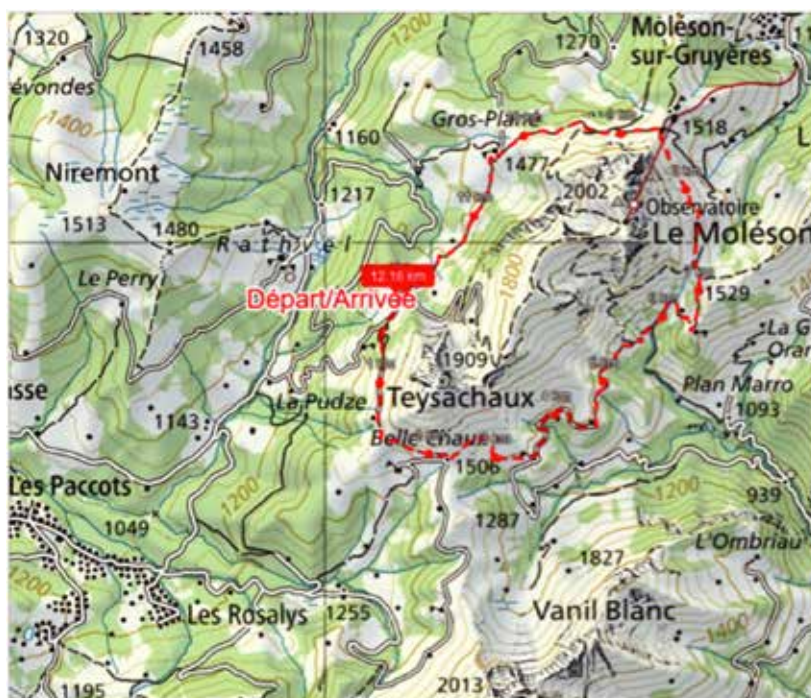 1320
1458
1200
1270
Moléson-
sur-Gruyères
évondes
1400
1160
Gros-Plané
1477
1518
Niremont
1217
2002
Observatoire
Le Moléson
1513
1480
Rathvel
Le Perry
12.16 km
Départ/Arrivée
1800
1529
La G
Oran
1909
Plan Marro
asse
La Pudze
Teysachaux
1143
1093
Belle Chaux
1506
Les Paccots
1200
1200
939
1049
1287
L'Ombriau
1827
1200
Les Rosalys
1255
Vanil Blanc
1400
1195
2013